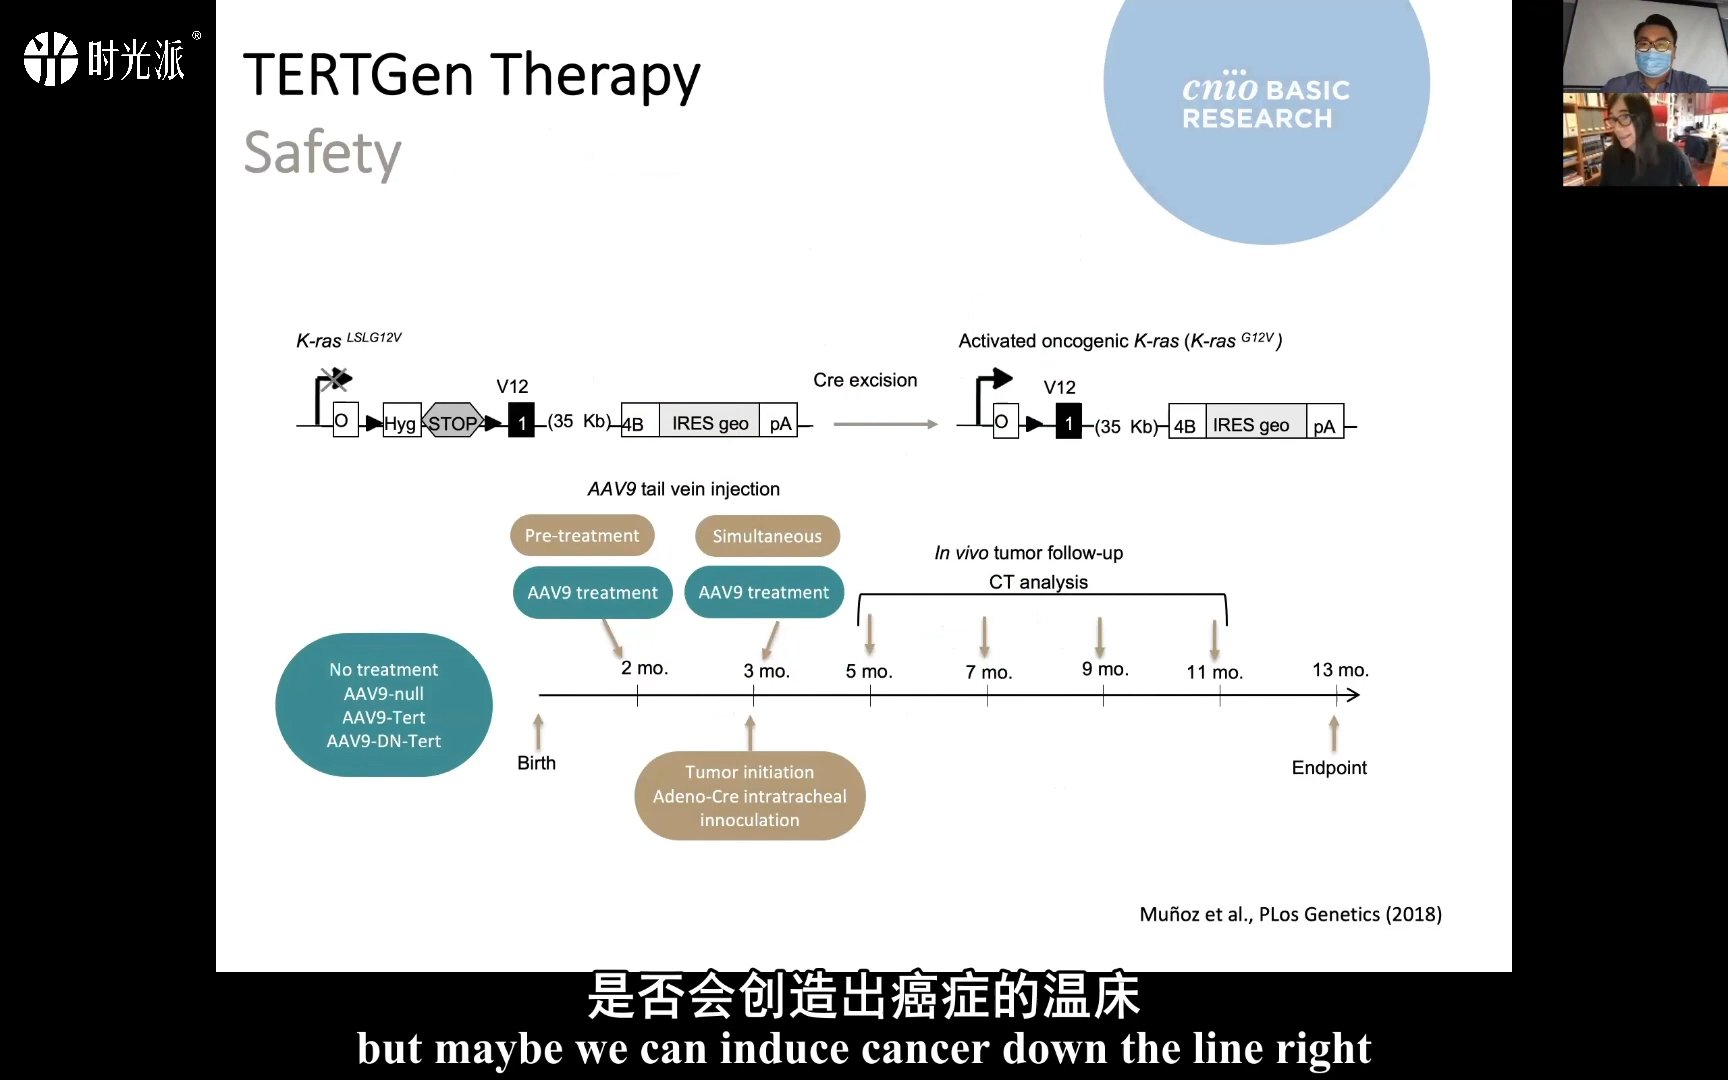 时光派®
TERTGen Therapy
Safety
cnio BASIC
RESEARCH
K-ras LSLG12V
Activated oncogenic K-ras (K-ras G12V)
V12
Cre excision
V12
O
Hyg
STOP
1
(35 Kb)
4B
IRES geo
pA
O
1
(35 Kb)
4B
IRES geo
pA
AAV9 tail vein injection
Pre-treatment
Simultaneous
AAV9 treatment
AAV9 treatment
In vivo tumor follow-up
CT analysis
No treatment
AAV9-null
AAV9-Tert
AAV9-DN-Tert
2 mo.
3 mo.
5 mo.
7 mo.
9 mo.
11 mo.
13 mo.
Birth
Tumor initiation
Adeno-Cre intratracheal
innoculation
Endpoint
Muñoz et al., PLos Genetics (2018)
是否会创造出癌症的温床
but maybe we can induce cancer down the line right